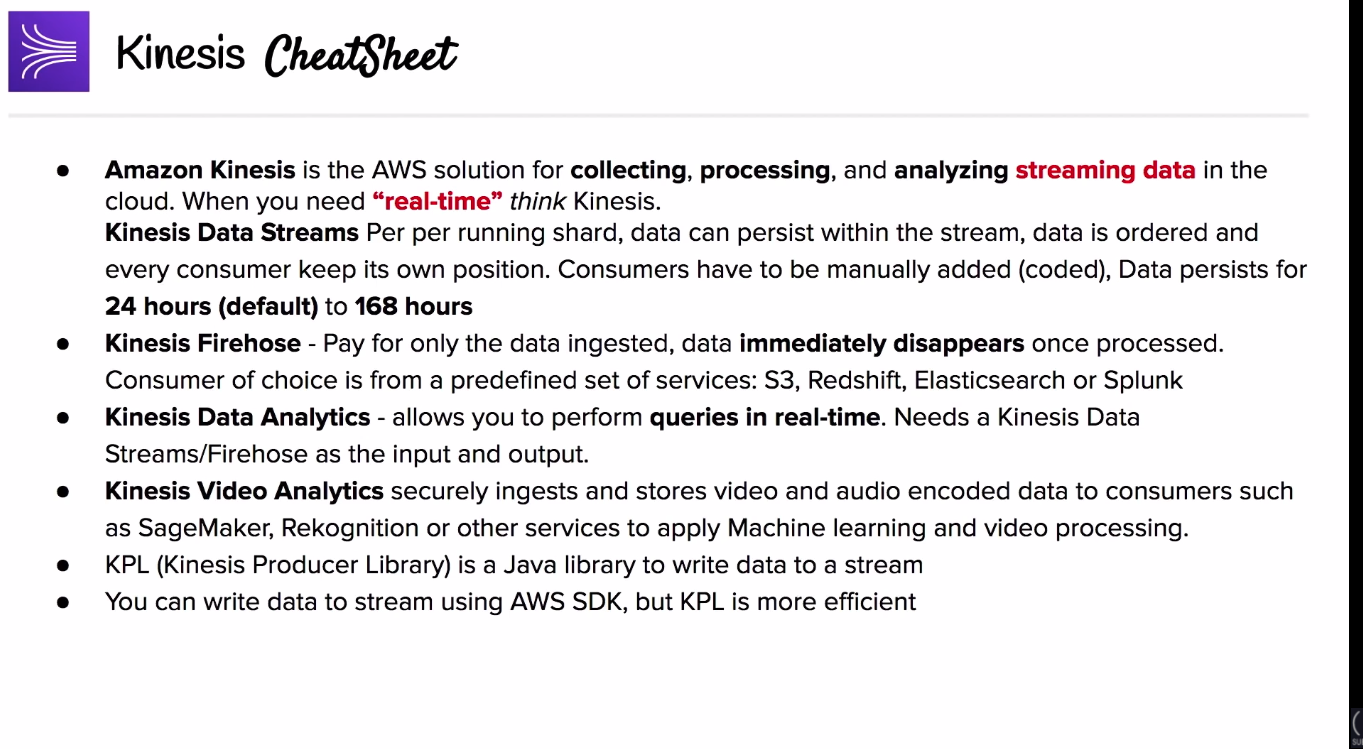 Kinesis CheatSheet
● Amazon Kinesis is the AWS solution for collecting, processing, and analyzing streaming data in the
cloud. When you need “real-time” think Kinesis.
Kinesis Data Streams Per per running shard, data can persist within the stream, data is ordered and
every consumer keep its own position. Consumers have to be manually added (coded), Data persists for
24 hours (default) to 168 hours
● Kinesis Firehose - Pay for only the data ingested, data immediately disappears once processed.
Consumer of choice is from a predefined set of services: S3, Redshift, Elasticsearch or Splunk
● Kinesis Data Analytics - allows you to perform queries in real-time. Needs a Kinesis Data
Streams/Firehose as the input and output.
● Kinesis Video Analytics securely ingests and stores video and audio encoded data to consumers such
as SageMaker, Rekognition or other services to apply Machine learning and video processing.
● KPL (Kinesis Producer Library) is a Java library to write data to a stream
● You can write data to stream using AWS SDK, but KPL is more efficient